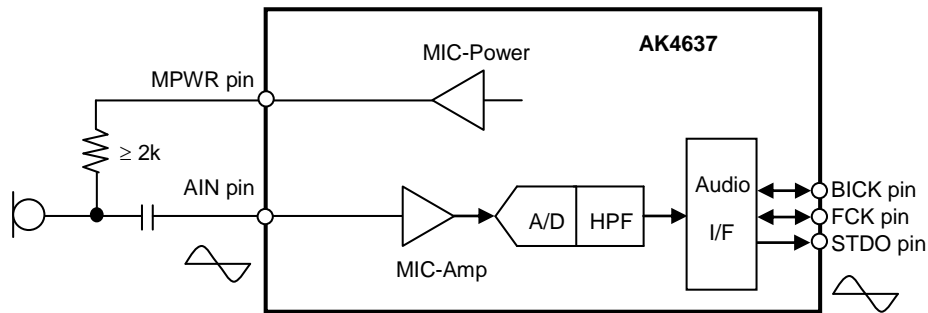 AK4637
MIC-Power
MPWR pin
≥ 2k
AIN pin
MIC-Amp
A/D
HPF
Audio
I/F
BICK pin
FCK pin
STDO pin